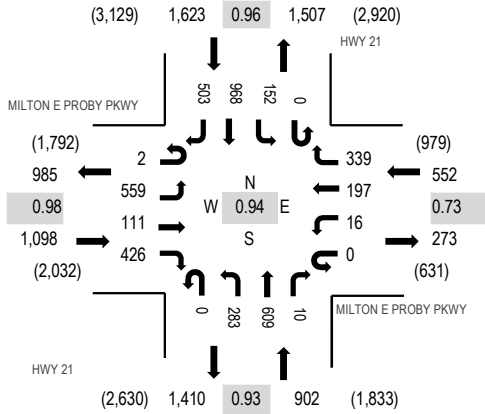 (3,129) 1,623 0.96 1,507 (2,920)
HWY 21
503 968 152 0
MILTON E PROBY PKWY
(1,792) 2 339 (979)
985 552
559 N 197
0.98 W 0.94 E 0.73
111 S 16
1,098 273
426 0
(2,032) (631)
0 283 609 10
MILTON E PROBY PKWY
HWY 21
(2,630) 1,410 0.93 902 (1,833)